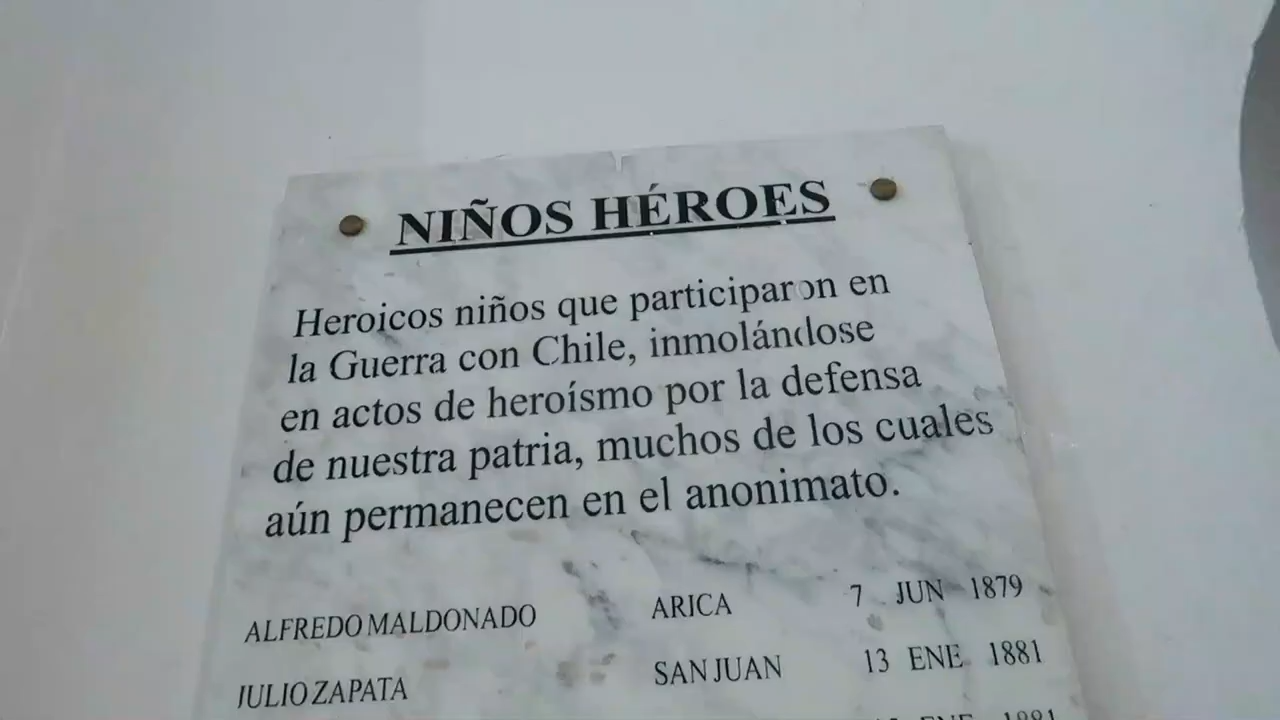 NIÑOS HÉROES
Heroicos niños que participaron en
la Guerra con Chile, inmolándose
en actos de heroísmo por la defensa
de nuestra patria, muchos de los cuales
aún permanecen en el anonimato.
ALFREDO MALDONADO ARICA 7 JUN 1879
JULIO ZAPATA SAN JUAN 13 ENE 1881